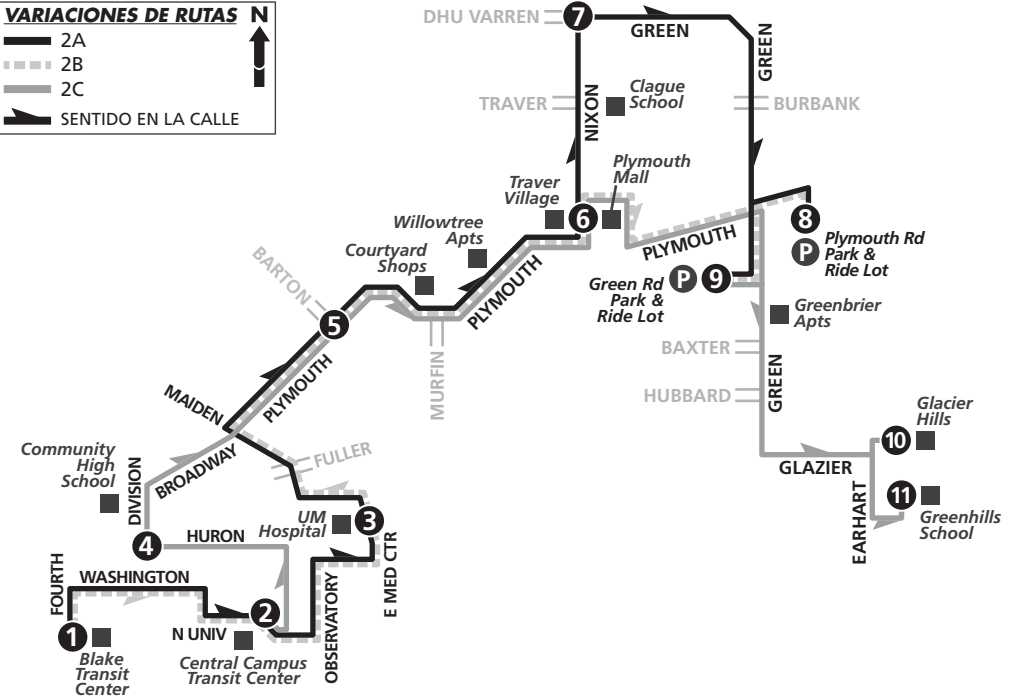 VARIACIONES DE RUTAS
2A
2B
2C
SENTIDO EN LA CALLE
N
DHU VARREN
7
GREEN
GREEN
TRAVER
NIXON
Clague
School
BURBANK
Plymouth
Mall
Traver
Village
6
Willowtree
Apts
Courtyard
Shops
PLYMOUTH
8
P
Plymouth Rd
Park &
Ride Lot
Green Rd
Park &
Ride Lot
P
9
BARTON
5
PLYMOUTH
MURFIN
Greenbrier
Apts
BAXTER
HUBBARD
GREEN
MAIDEN
PLYMOUTH
Glacier
Hills
10
Community
High
School
DIVISION
BROADWAY
FULLER
GLAZIER
11
Greenhills
School
EARHART
UM
Hospital
3
4
HURON
E MED CTR
FOURTH
WASHINGTON
OBSERVATORY
2
1
N UNIV
Blake
Transit
Center
Central Campus
Transit Center